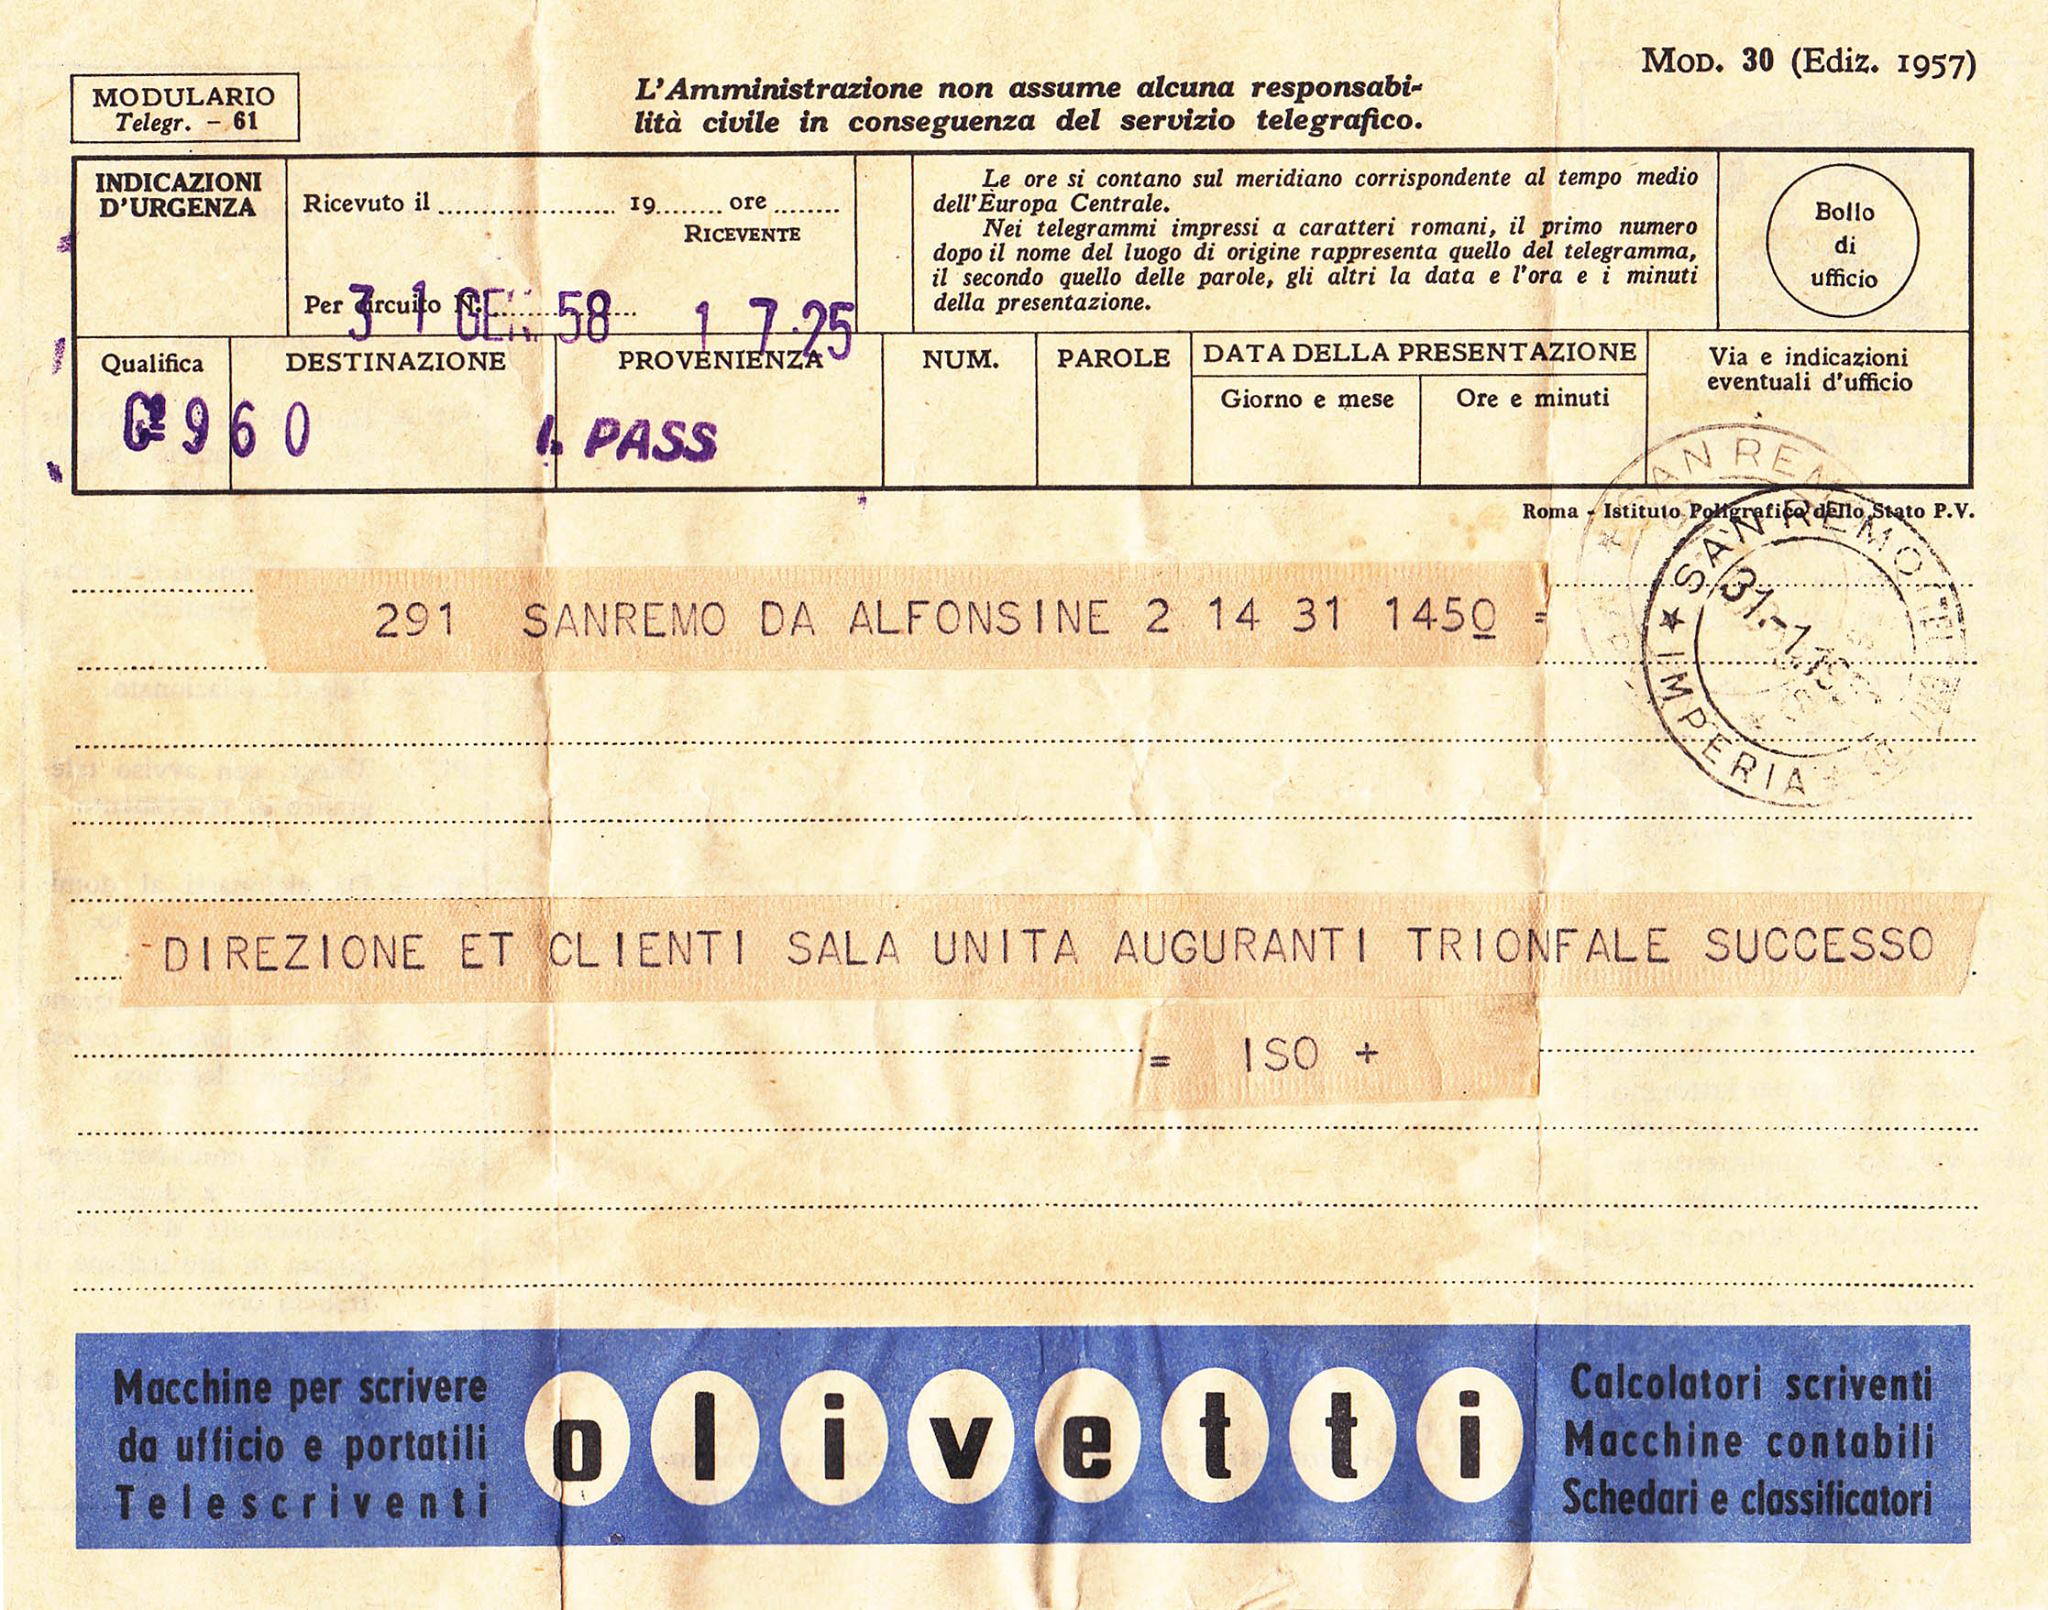 MODULARIO
Telegr. - 61
L'Amministrazione non assume alcuna responsabi-
lità civile in conseguenza del servizio telegrafico.
MOD. 30 (Ediz. 1957)
INDICAZIONI
D'URGENZA
Ricevuto il ........ 19........ ore ........
RICEVENTE
Per circuito N. ........
31 GEN. 58 17.25
Le ore si contano sul meridiano corrispondente al tempo medio
dell'Europa Centrale.
Nei telegrammi impressi a caratteri romani, il primo numero
dopo il nome del luogo di origine rappresenta quello del telegramma,
il secondo quello delle parole, gli altri la data e l'ora e i minuti
della presentazione.
Bollo
di
ufficio
Qualifica
DESTINAZIONE
PROVENIENZA
NUM.
PAROLE
DATA DELLA PRESENTAZIONE
Giorno e mese
Ore e minuti
Via e indicazioni
eventuali d'ufficio
960
PASS
Roma - Istituto Poligrafico dello Stato P.V.
SAN REMO
SAN REMO
31.-1.
IMPERIA
291 SANREMO DA ALFONSINE 2 14 31 1450 =
DIREZIONE ET CLIENTI SALA UNITA AUGURANTI TRIONFALE SUCCESSO
= ISO +
Macchine per scrivere
da ufficio e portatili
Telescriventi
olivetti
Calcolatori scriventi
Macchine contabili
Schedari e classificatori